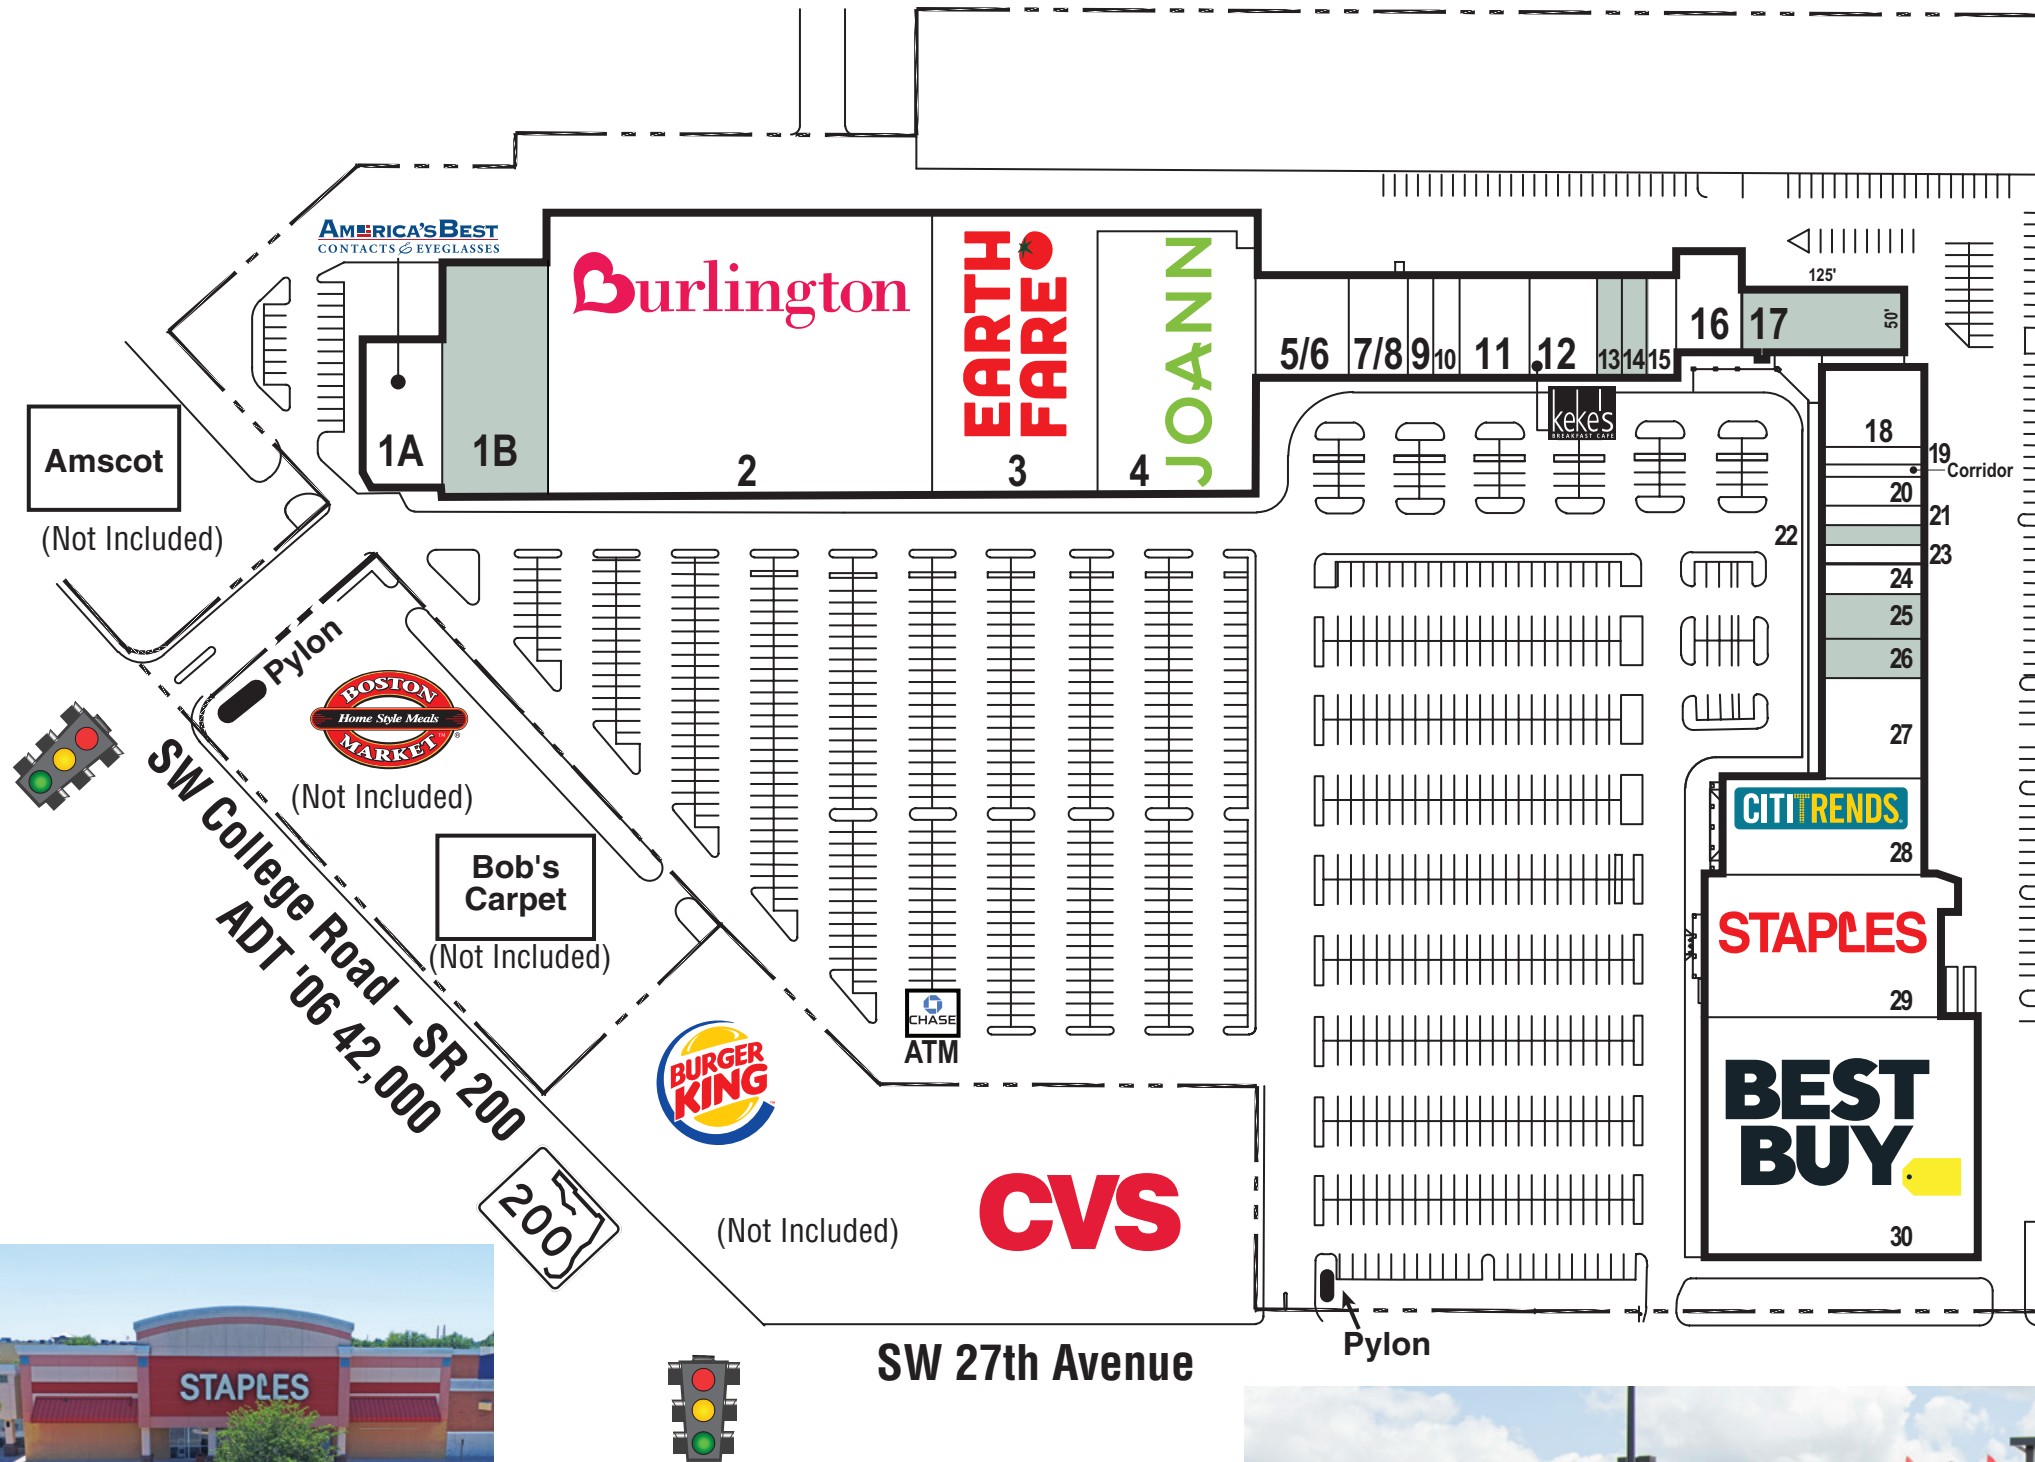 AMERICA'S BEST
CONTACTS & EYEGLASSES
Burlington
EARTH
FARE
JOANN
1A
1B
2
3
4
5/6
7/8
9
10
11
12
13
14
15
16
17
125'
50'
keke's
BREAKFAST CAFE
18
19
Corridor
20
21
22
23
24
25
26
27
CITITRENDS
28
STAPLES
29
BEST
BUY
30
Amscot
(Not Included)
Pylon
BOSTON
Home Style Meals
MARKET
(Not Included)
Bob's
Carpet
(Not Included)
SW College Road – SR 200
ADT '06 42,000
200
CHASE
ATM
BURGER
KING
(Not Included)
CVS
Pylon
SW 27th Avenue
STAPLES